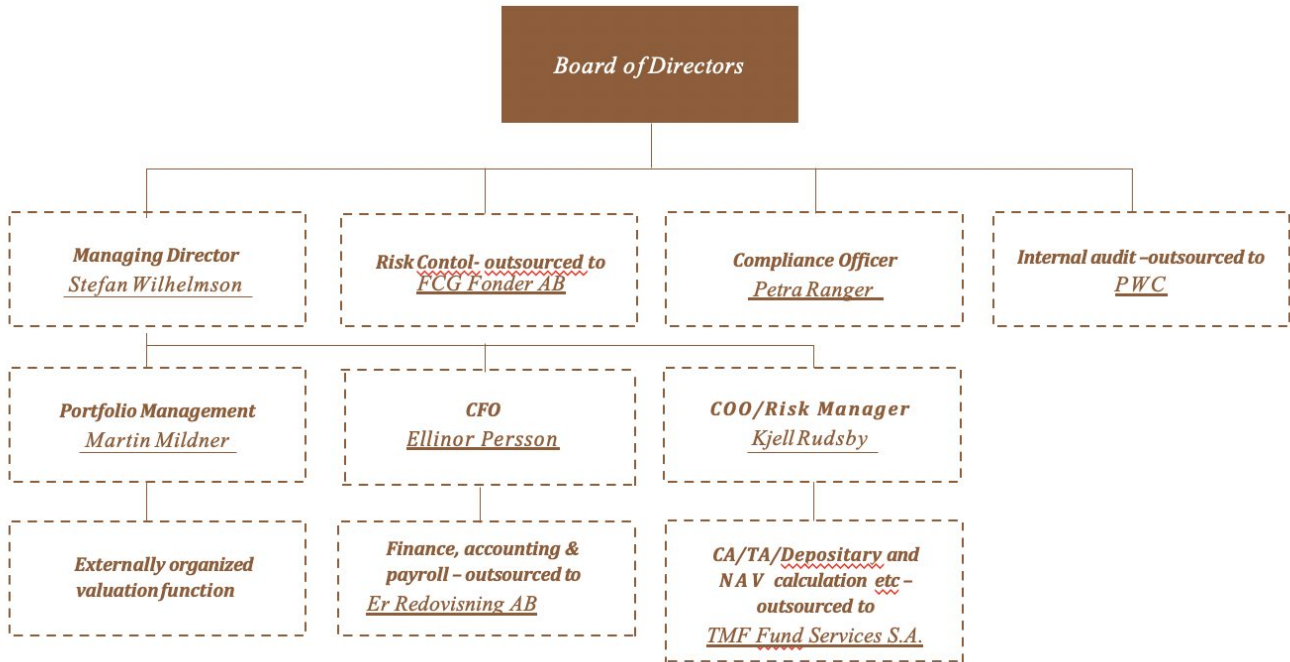 Board of Directors
Managing Director
Stefan Wilhelmson
Risk Contol- outsourced to
FCG Fonder AB
Compliance Officer
Petra Ranger
Internal audit –outsourced to
PWC
Portfolio Management
Martin Mildner
CFO
Ellinor Persson
COO/Risk Manager
Kjell Rudsby
Externally organized
valuation function
Finance, accounting &
payroll – outsourced to
Er Redovisning AB
CA/TA/Depositary and
NAV calculation etc –
outsourced to
TMF Fund Services S.A.